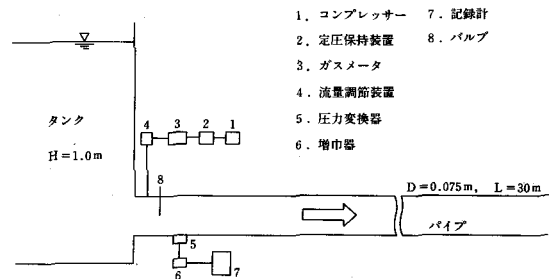 1. コンプレッサー 7. 記録計
2. 定圧保持装置 8. バルブ
3. ガスメータ
4. 流量調節装置
5. 圧力変換器
6. 増巾器
タンク
H=1.0m
4 3 2 1
8
D=0.075m, L=30m
パイプ
5
6
7